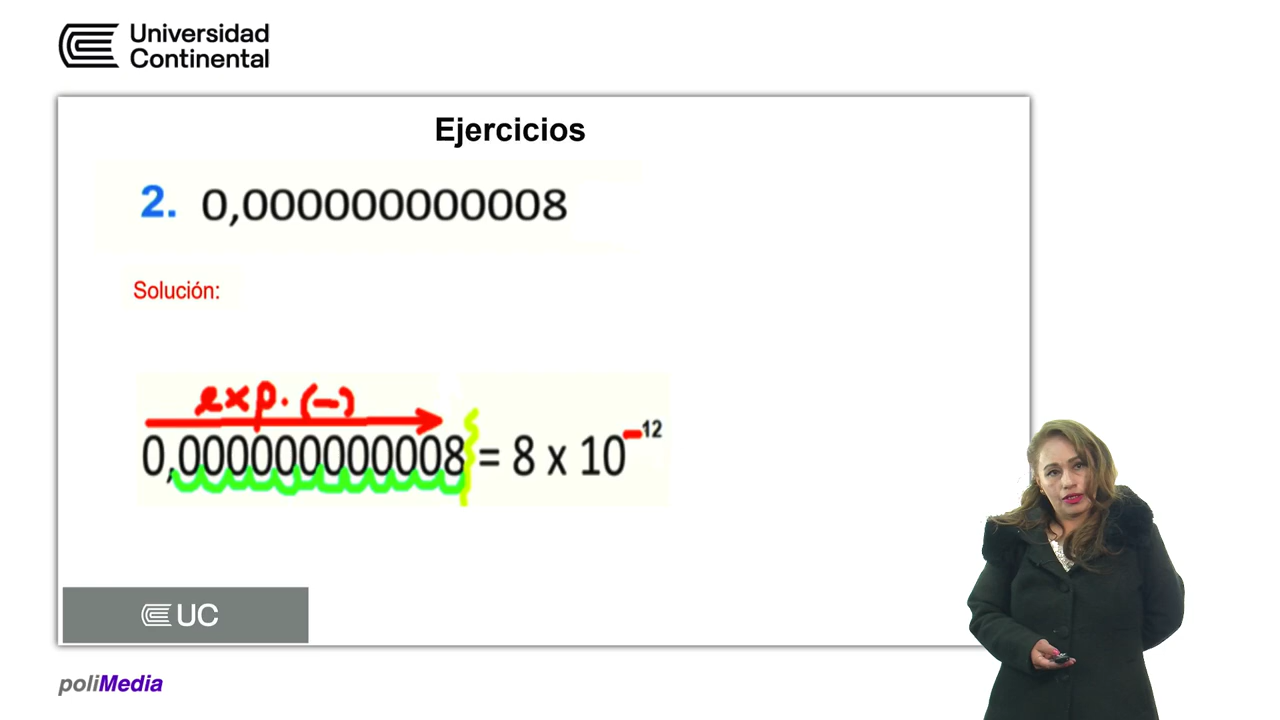 Universidad
Continental
Ejercicios
2. 0,000000000008
Solución:
exp. (-)
0,000000000008 = 8 x 10⁻¹²
UC
poliMedia